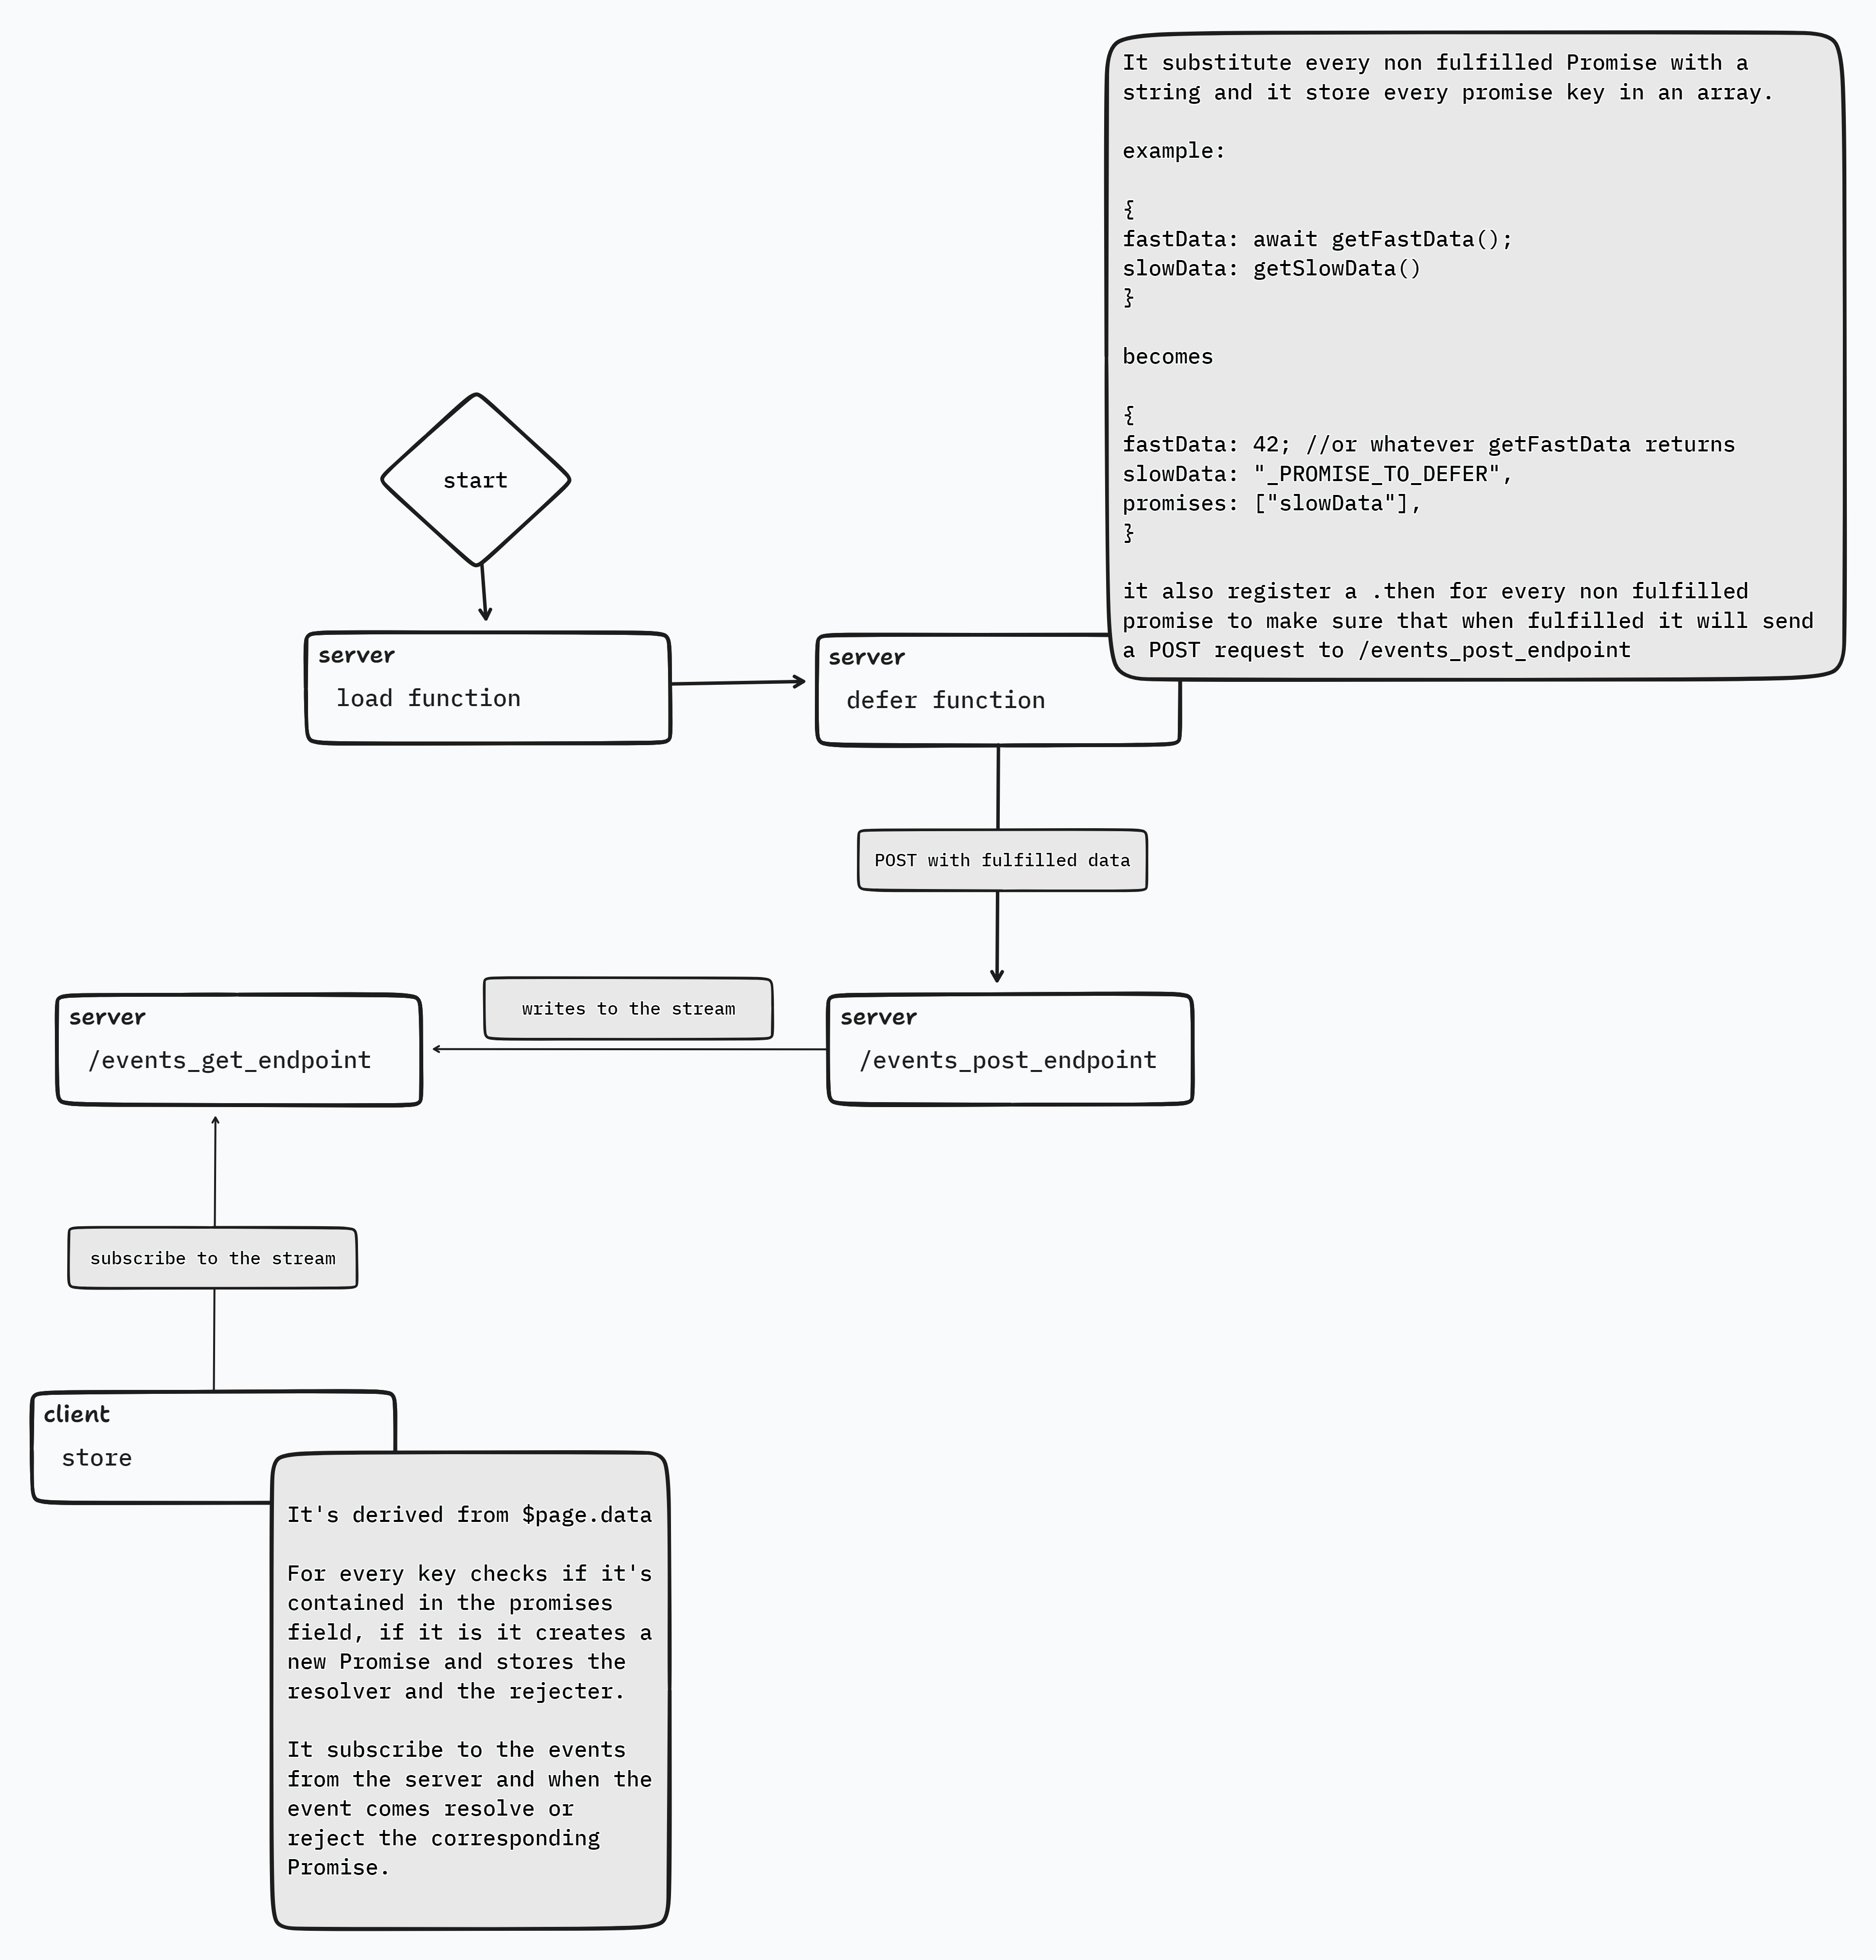 It substitute every non fulfilled Promise with a
string and it store every promise key in an array.
example:
{
fastData: await getFastData();
slowData: getSlowData()
}
becomes
{
fastData: 42; //or whatever getFastData returns
slowData: "_PROMISE_TO_DEFER",
promises: ["slowData"],
}
it also register a .then for every non fulfilled
promise to make sure that when fulfilled it will send
a POST request to /events_post_endpoint
start
server
load function
server
defer function
POST with fulfilled data
writes to the stream
server
/events_get_endpoint
server
/events_post_endpoint
subscribe to the stream
client
store
It's derived from $page.data
For every key checks if it's
contained in the promises
field, if it is it creates a
new Promise and stores the
resolver and the rejecter.
It subscribe to the events
from the server and when the
event comes resolve or
reject the corresponding
Promise.